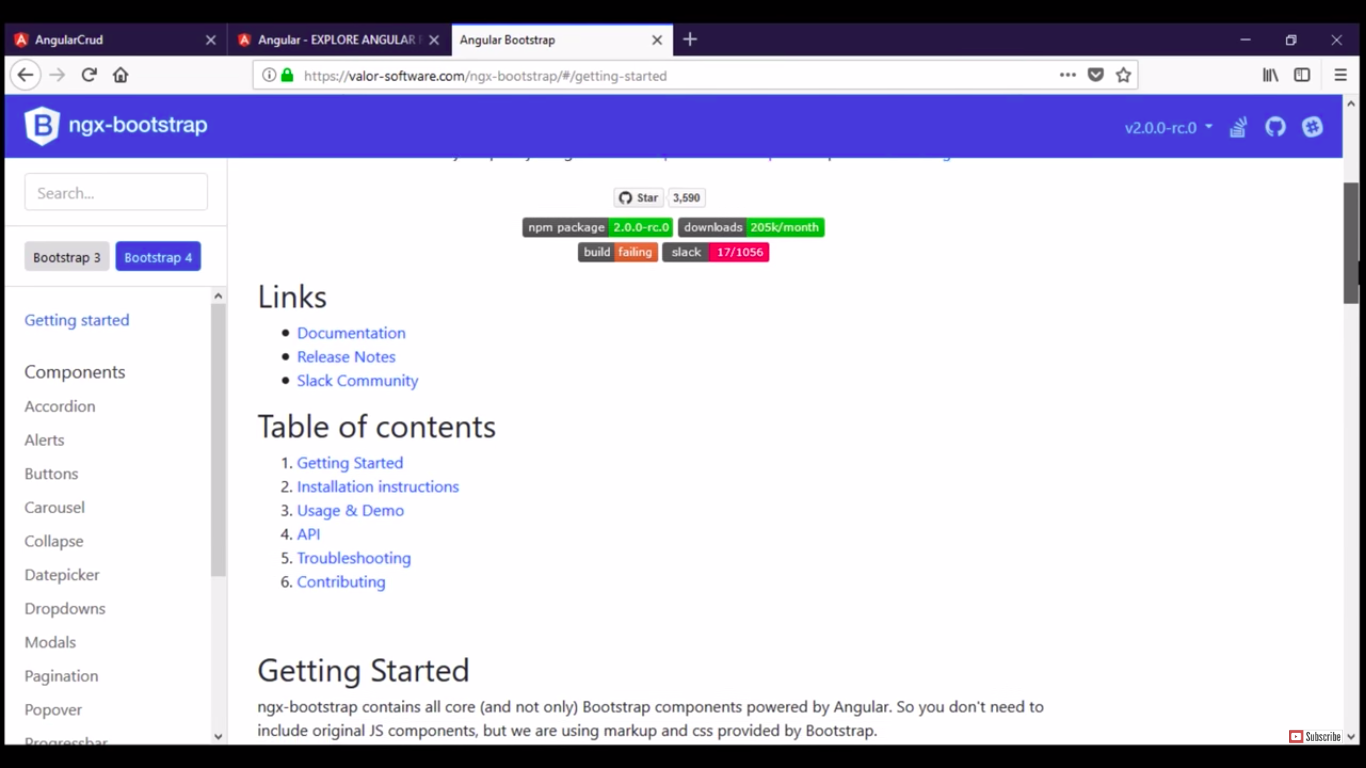 AngularCrud
Angular - EXPLORE ANGULAR
Angular Bootstrap
https://valor-software.com/ngx-bootstrap/#/getting-started
B ngx-bootstrap
v2.0.0-rc.0
Search...
Bootstrap 3
Bootstrap 4
Getting started
Components
Accordion
Alerts
Buttons
Carousel
Collapse
Datepicker
Dropdowns
Modals
Pagination
Popover
Progressbar
Star 3,590
npm package 2.0.0-rc.0 downloads 205k/month
build failing slack 17/1056
Links
• Documentation
• Release Notes
• Slack Community
Table of contents
1. Getting Started
2. Installation instructions
3. Usage & Demo
4. API
5. Troubleshooting
6. Contributing
Getting Started
ngx-bootstrap contains all core (and not only) Bootstrap components powered by Angular. So you don't need to
include original JS components, but we are using markup and css provided by Bootstrap.
Subscribe